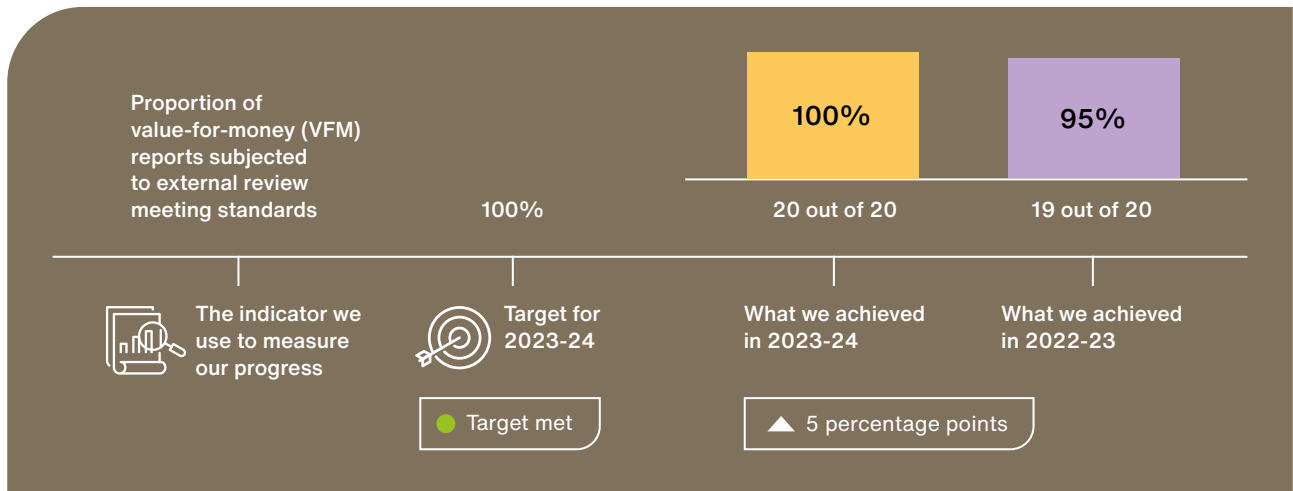 Proportion of
value-for-money (VFM)
reports subjected
to external review
meeting standards
100%
100%
20 out of 20
95%
19 out of 20
The indicator we
use to measure
our progress
Target for
2023-24
Target met
What we achieved
in 2023-24
5 percentage points
What we achieved
in 2022-23